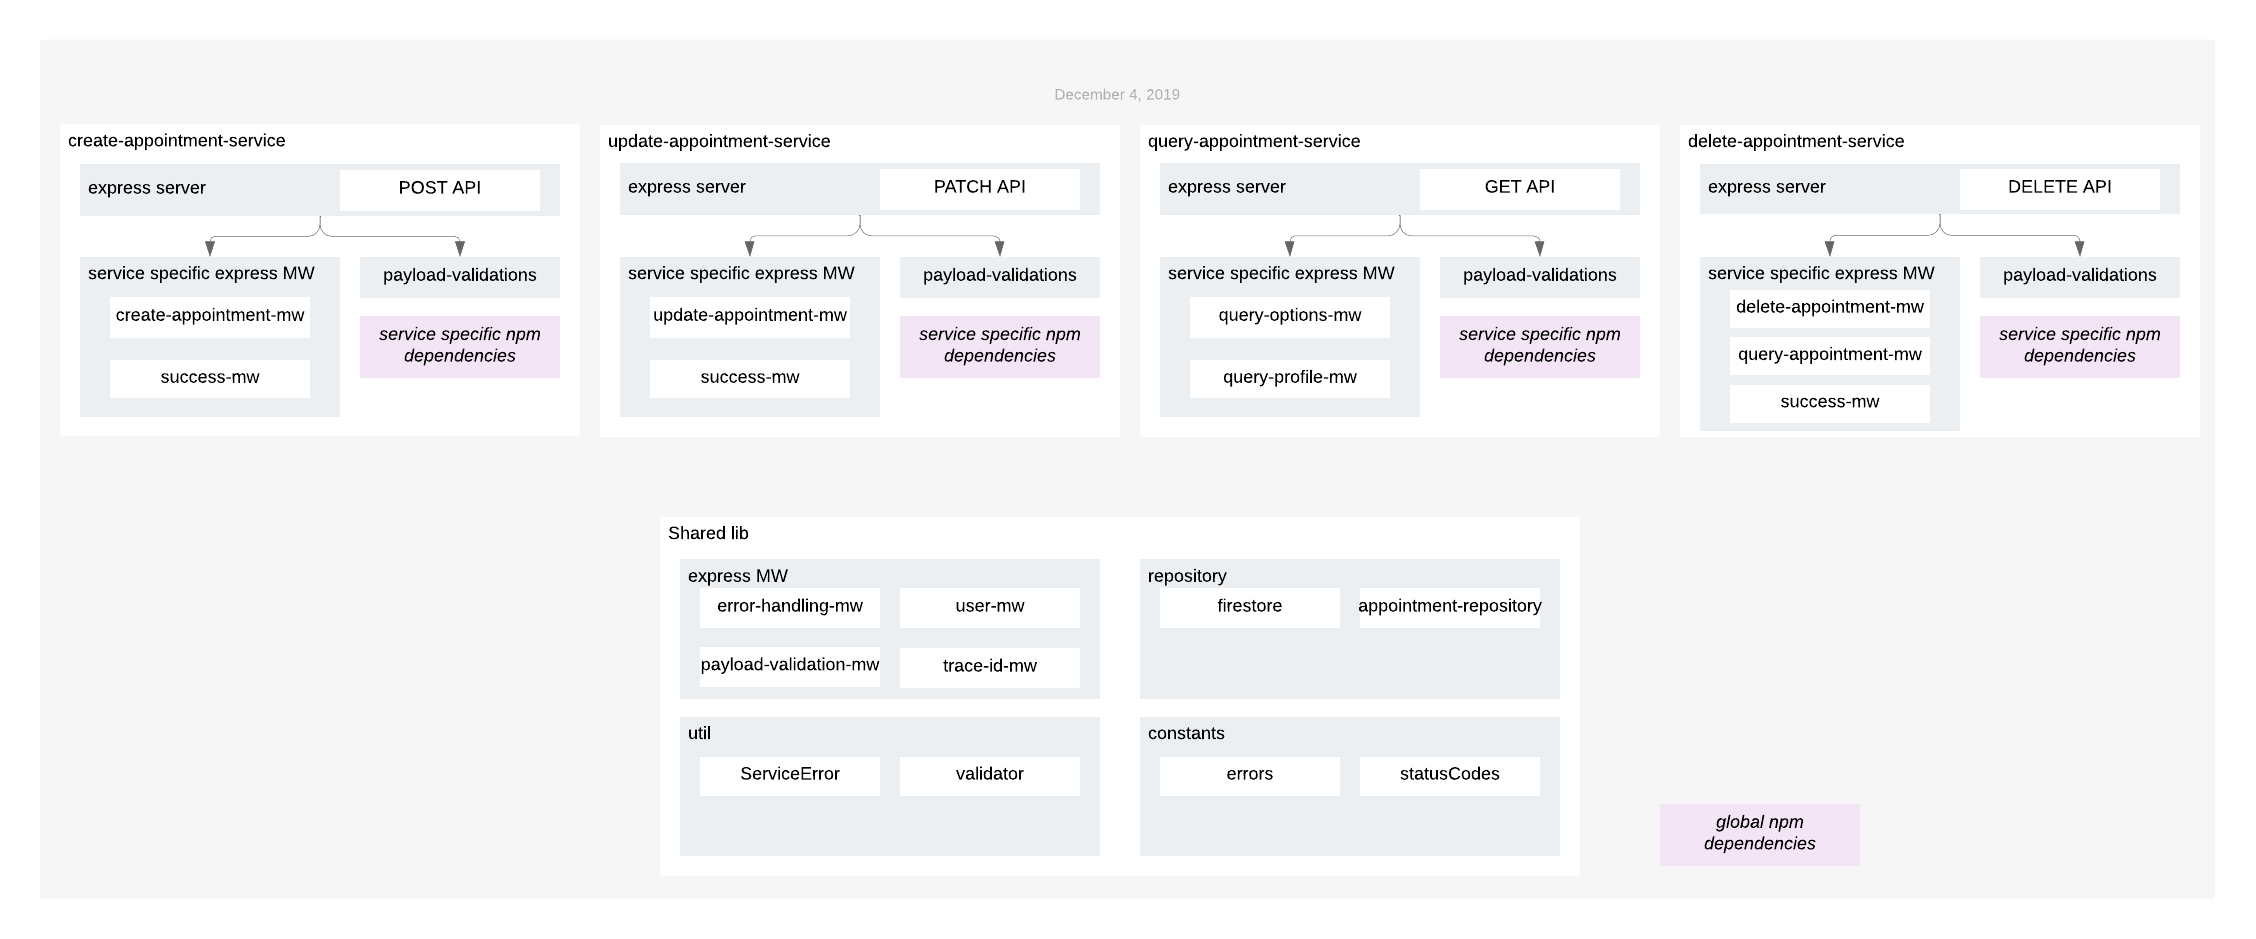 December 4, 2019
create-appointment-service
express server
POST API
service specific express MW
create-appointment-mw
success-mw
payload-validations
service specific npm
dependencies
update-appointment-service
express server
PATCH API
service specific express MW
update-appointment-mw
success-mw
payload-validations
service specific npm
dependencies
query-appointment-service
express server
GET API
service specific express MW
query-options-mw
query-profile-mw
payload-validations
service specific npm
dependencies
delete-appointment-service
express server
DELETE API
service specific express MW
delete-appointment-mw
query-appointment-mw
success-mw
payload-validations
service specific npm
dependencies
Shared lib
express MW
error-handling-mw
user-mw
payload-validation-mw
trace-id-mw
repository
firestore
appointment-repository
util
ServiceError
validator
constants
errors
statusCodes
global npm
dependencies